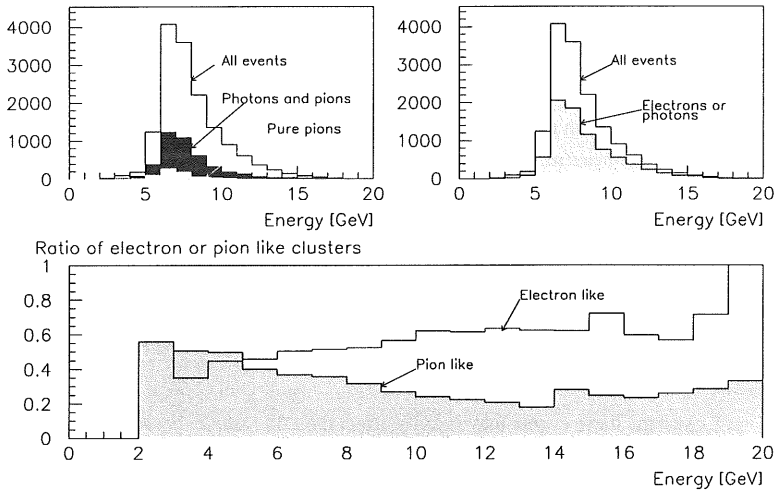 4000
3000
2000
1000
0
All events
Photons and pions
Pure pions
0 5 10 15 20
Energy [GeV]
4000
3000
2000
1000
0
All events
Electrons or
photons
0 5 10 15 20
Energy [GeV]
Ratio of electron or pion like clusters
1
0.8
0.6
0.4
0.2
0
Electron like
Pion like
0 2 4 6 8 10 12 14 16 18 20
Energy [GeV]